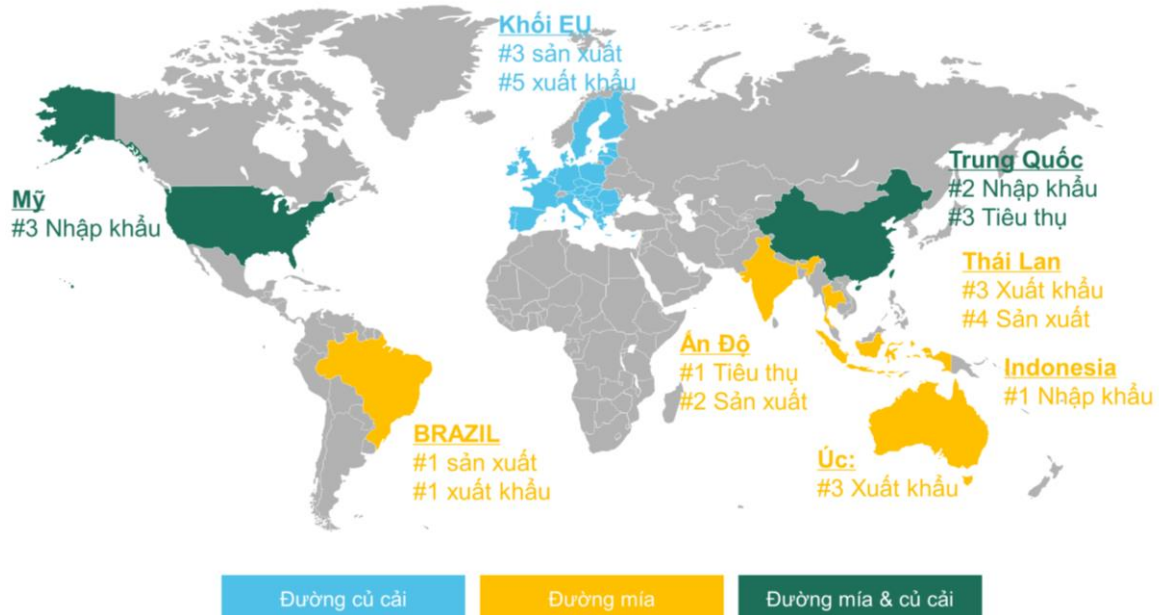 Khối EU
#3 sản xuất
#5 xuất khẩu
Mỹ
#3 Nhập khẩu
Trung Quốc
#2 Nhập khẩu
#3 Tiêu thụ
Thái Lan
#3 Xuất khẩu
#4 Sản xuất
Ấn Độ
#1 Tiêu thụ
#2 Sản xuất
Indonesia
#1 Nhập khẩu
BRAZIL
#1 sản xuất
#1 xuất khẩu
Úc:
#3 Xuất khẩu
Đường củ cải
Đường mía
Đường mía & củ cải